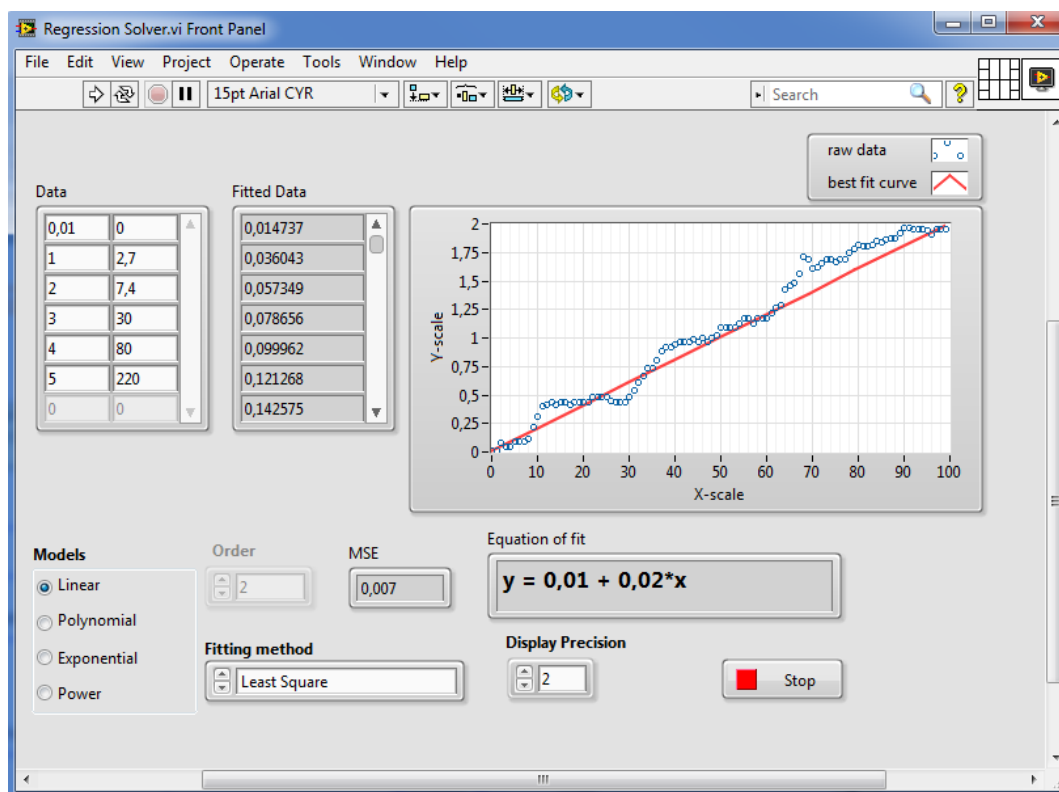 Regression Solver.vi Front Panel
File Edit View Project Operate Tools Window Help
15pt Arial CYR
Search
?
raw data
best fit curve
Data
0,01 0
1 2,7
2 7,4
3 30
4 80
5 220
0 0
Fitted Data
0,014737
0,036043
0,057349
0,078656
0,099962
0,121268
0,142575
Y-scale
2
1,75
1,5
1,25
1
0,75
0,5
0,25
0
0 10 20 30 40 50 60 70 80 90 100
X-scale
Models
Linear
Polynomial
Exponential
Power
Order
2
MSE
0,007
Fitting method
Least Square
Equation of fit
y = 0,01 + 0,02*x
Display Precision
2
Stop